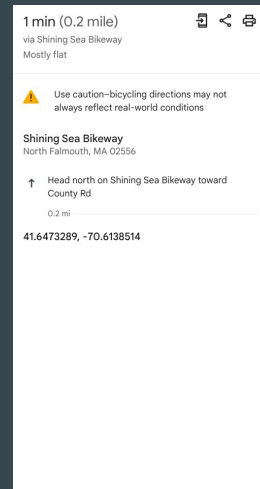 1 min (0.2 mile)
via Shining Sea Bikeway
Mostly flat
Use caution–bicycling directions may not
always reflect real-world conditions
Shining Sea Bikeway
North Falmouth, MA 02556
Head north on Shining Sea Bikeway toward
County Rd
0.2 mi
41.6473289, -70.6138514